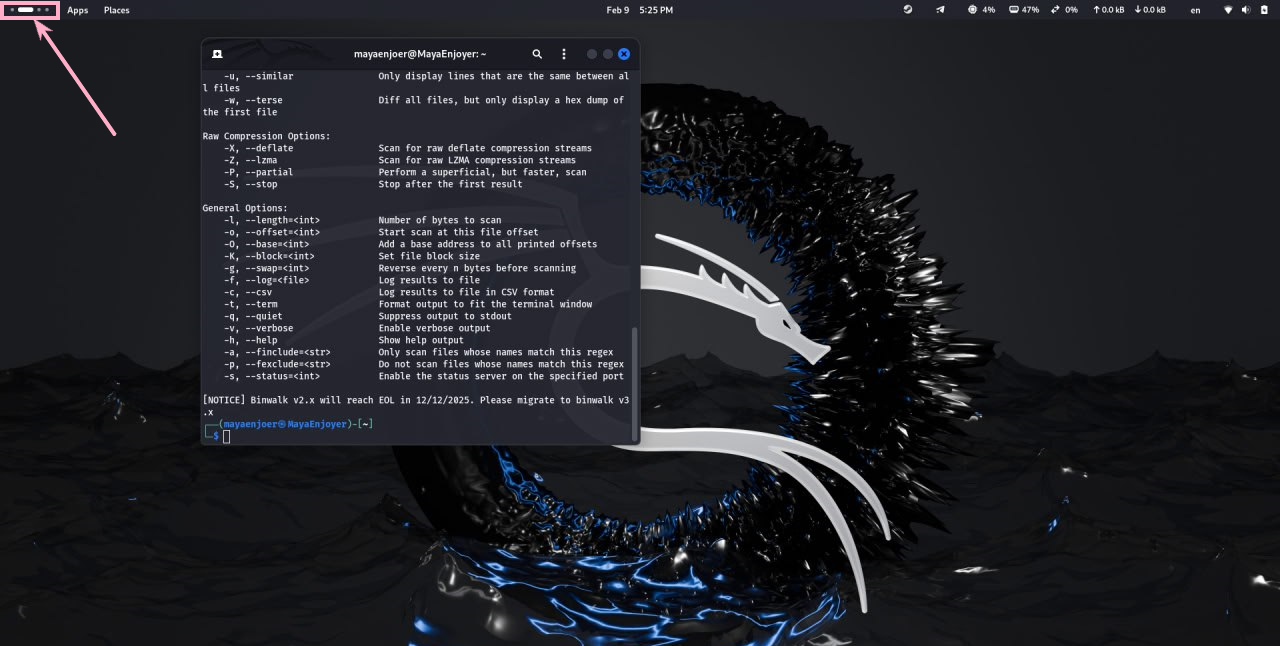 Apps Places Feb 9 5:25 PM 4% 47% 0% 0.0 kB 0.0 kB en
mayaenjoer@MayaEnjoyer: ~
-u, --similar Only display lines that are the same between al
l files
-w, --terse Diff all files, but only display a hex dump of
the first file
Raw Compression Options:
-X, --deflate Scan for raw deflate compression streams
-Z, --lzma Scan for raw LZMA compression streams
-P, --partial Perform a superficial, but faster, scan
-S, --stop Stop after the first result
General Options:
-l, --length=<int> Number of bytes to scan
-o, --offset=<int> Start scan at this file offset
-O, --base=<int> Add a base address to all printed offsets
-K, --block=<int> Set file block size
-g, --swap=<int> Reverse every n bytes before scanning
-f, --log=<file> Log results to file
-c, --csv Log results to file in CSV format
-t, --term Format output to fit the terminal window
-q, --quiet Suppress output to stdout
-v, --verbose Enable verbose output
-h, --help Show help output
-a, --finclude=<str> Only scan files whose names match this regex
-p, --fexclude=<str> Do not scan files whose names match this regex
-s, --status=<int> Enable the status server on the specified port
[NOTICE] Binwalk v2.x will reach EOL in 12/12/2025. Please migrate to binwalk v3
.x
┌──(mayaenjoer㉿MayaEnjoyer)-[~]
└─$